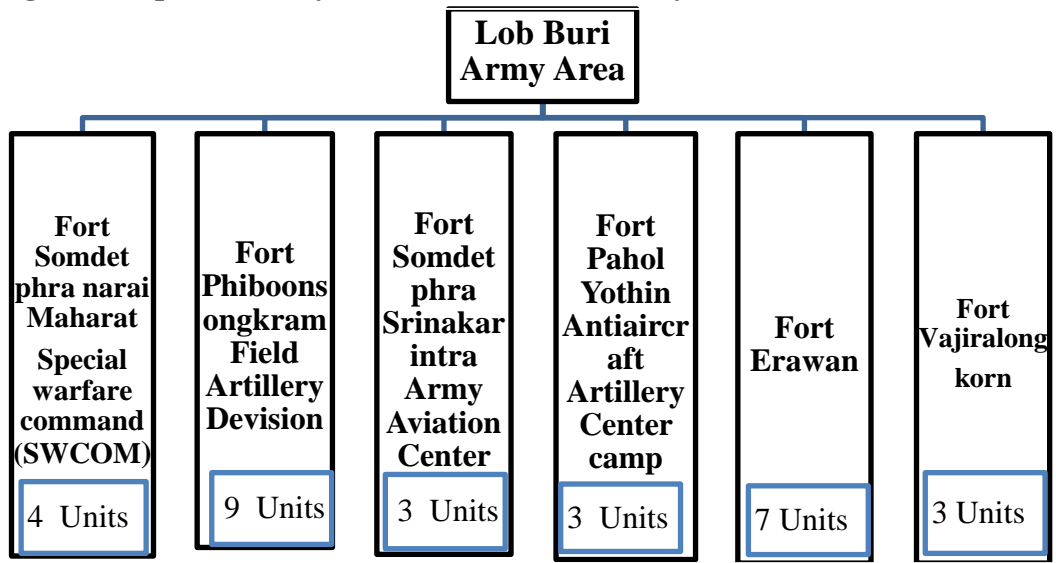 Lob Buri
Army Area
Fort
Somdet
phra narai
Maharat
Special
warfare
command
(SWCOM)
4 Units
Fort
Phiboons
ongkram
Field
Artillery
Devision
9 Units
Fort
Somdet
phra
Srinakar
intra
Army
Aviation
Center
3 Units
Fort
Pahol
Yothin
Antiaircr
aft
Artillery
Center
camp
3 Units
Fort
Erawan
7 Units
Fort
Vajiralong
korn
3 Units